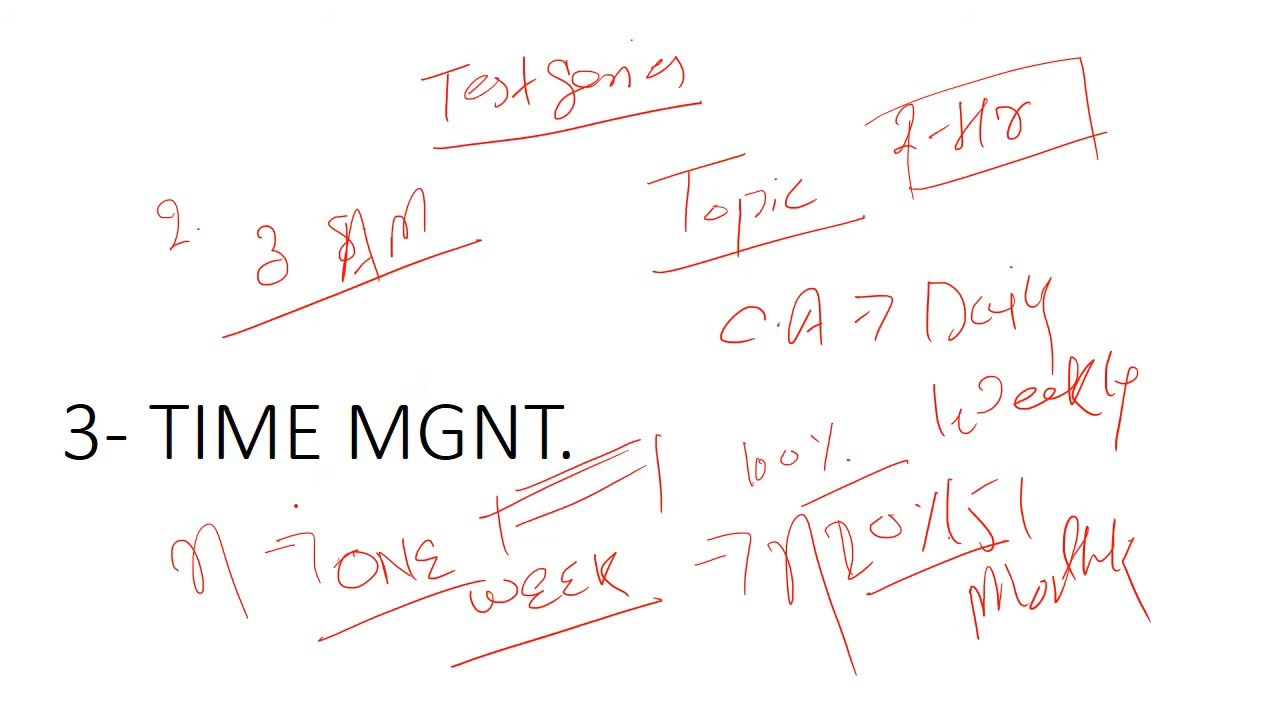 Test Series
2-Hr
Topic
2. 3 AM
C.A => Daily
Weekly
3- TIME MGNT.
100%.
n => ONE WEEK => n 20%
Monthly